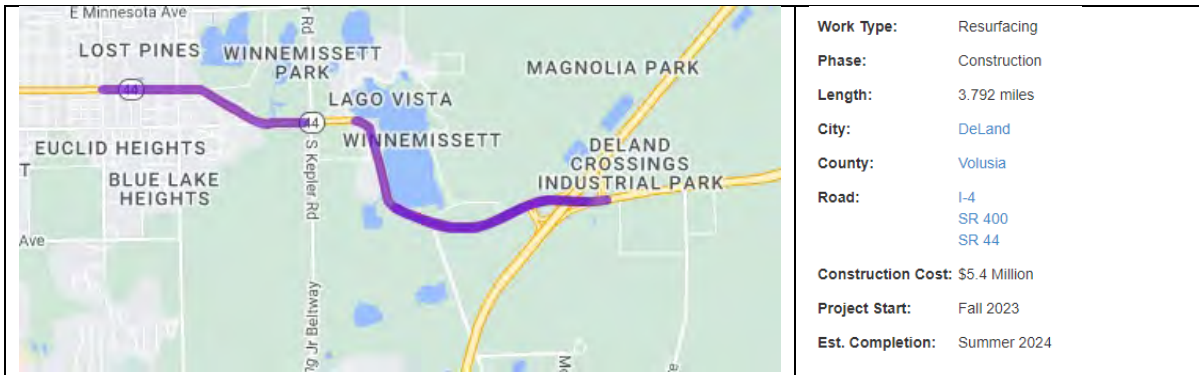 E Minnesota Ave
r Rd
LOST PINES
WINNEMISSETT
PARK
MAGNOLIA PARK
44
LAGO VISTA
44
WINNEMISSETT
EUCLID HEIGHTS
T
BLUE LAKE
HEIGHTS
S Kepler Rd
DELAND
CROSSINGS
INDUSTRIAL PARK
Ave
ng Jr Beltway
Mc
a
Work Type: Resurfacing
Phase: Construction
Length: 3.792 miles
City: DeLand
County: Volusia
Road: I-4
SR 400
SR 44
Construction Cost: $5.4 Million
Project Start: Fall 2023
Est. Completion: Summer 2024